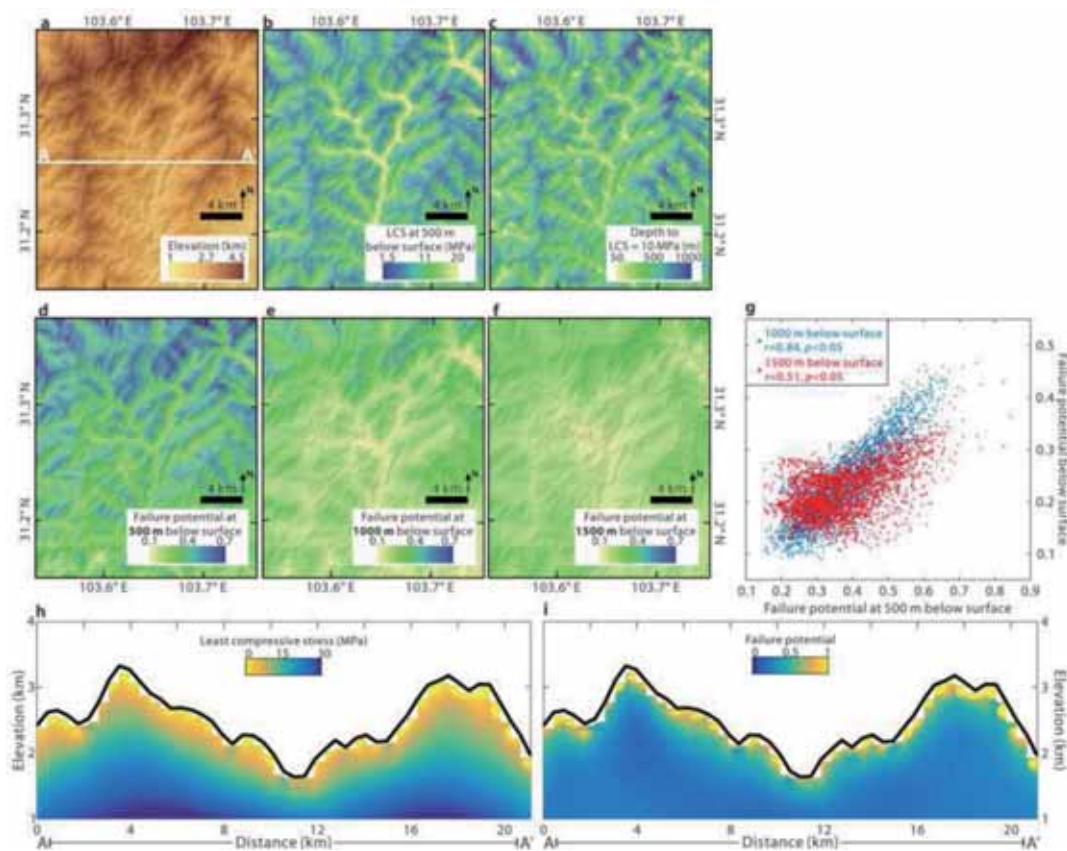 a
103.6° E
103.7° E
b
c
103.6° E
103.7° E
31.3° N
31.2° N
A
A'
N
4 km
Elevation (km)
1 2.7 4.5
N
4 km
LCS at 500 m
below surface (MPa)
1.5 11 20
N
4 km
Depth to
LCS = 10 MPa (m)
50 500 1000
31.3° N
31.2° N
d
e
f
31.3° N
31.2° N
N
4 km
Failure potential at
500 m below surface
0.1 0.4 0.7
N
4 km
Failure potential at
1000 m below surface
0.1 0.4 0.7
N
4 km
Failure potential at
1500 m below surface
0.1 0.4 0.7
31.3° N
31.2° N
103.6° E
103.7° E
103.6° E
103.7° E
103.6° E
103.7° E
g
1000 m below surface
r=0.84, p<0.05
1500 m below surface
r=0.51, p<0.05
0.5
0.4
0.3
0.2
0.1
Failure potential below surface
0.1 0.2 0.3 0.4 0.5 0.6 0.7 0.8 0.9
Failure potential at 500 m below surface
h
Least compressive stress (MPa)
0 15 30
4
3
2
1
Elevation (km)
0 4 8 12 16 20
A
Distance (km)
A'
i
Failure potential
0 0.5 1
4
3
2
1
Elevation (km)
0 4 8 12 16 20
A
Distance (km)
A'